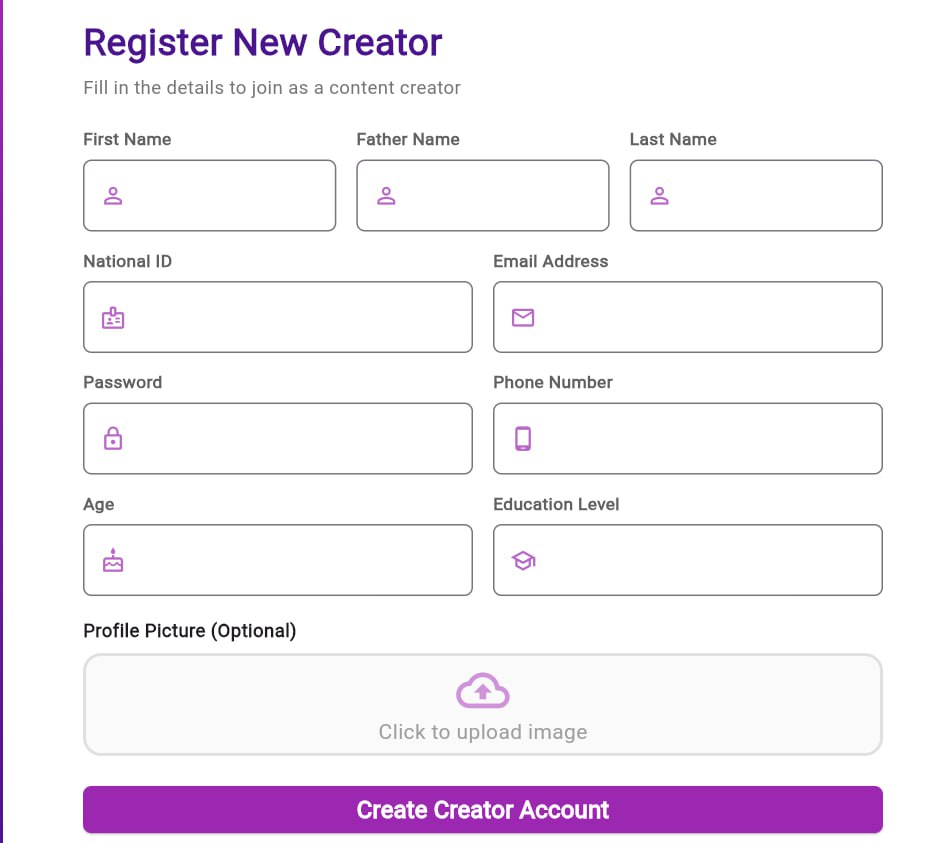 Register New Creator
Fill in the details to join as a content creator
First Name
Father Name
Last Name
National ID
Email Address
Password
Phone Number
Age
Education Level
Profile Picture (Optional)
Click to upload image
Create Creator Account